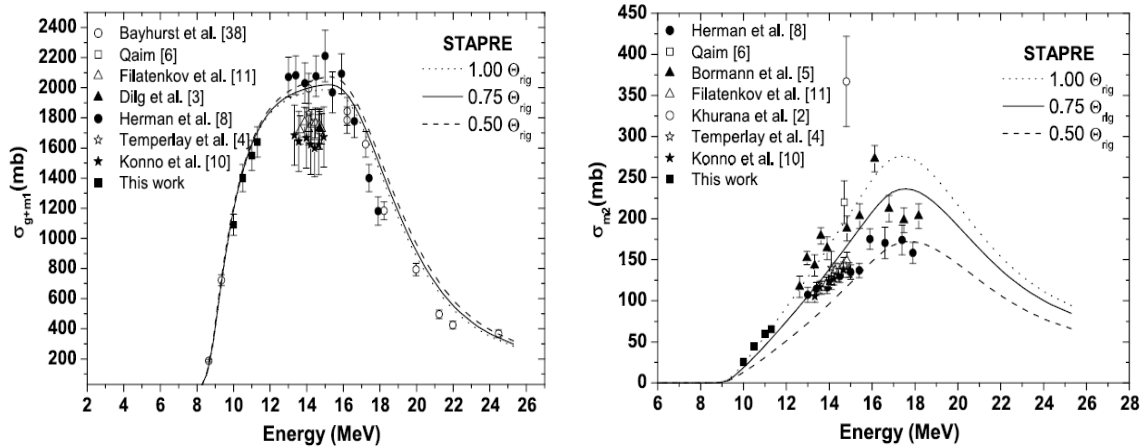 2400
2200
2000
1800
1600
1400
1200
1000
800
600
400
200
σg+m1(mb)
Bayhurst et al. [38]
Qaim [6]
Filatenkov et al. [11]
Dilg et al. [3]
Herman et al. [8]
Temperlay et al. [4]
Konno et al. [10]
This work
STAPRE
1.00 Θrig
0.75 Θrig
0.50 Θrig
2 4 6 8 10 12 14 16 18 20 22 24 26
Energy (MeV)
450
400
350
300
250
200
150
100
50
0
σm2(mb)
Herman et al. [8]
Qaim [6]
Bormann et al. [5]
Filatenkov et al. [11]
Khurana et al. [2]
Temperlay et al. [4]
Konno et al. [10]
This work
STAPRE
1.00 Θrig
0.75 Θrig
0.50 Θrig
6 8 10 12 14 16 18 20 22 24 26 28
Energy (MeV)